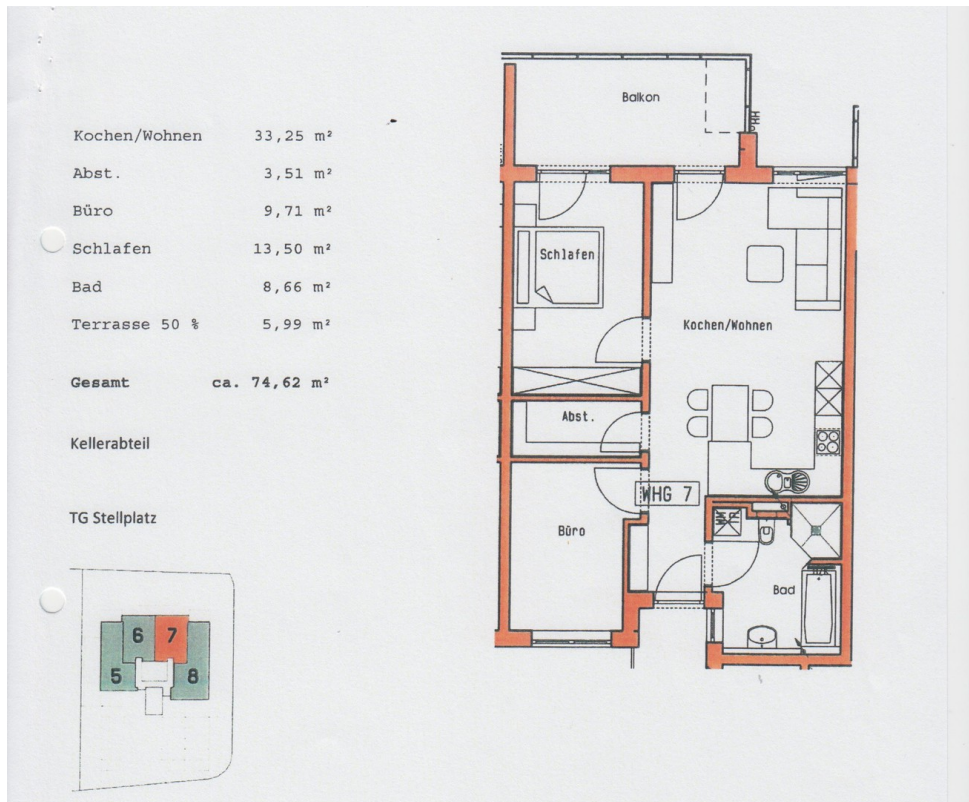 Kochen/Wohnen 33,25 m²
Abst. 3,51 m²
Büro 9,71 m²
Schlafen 13,50 m²
Bad 8,66 m²
Terrasse 50 % 5,99 m²
Gesamt ca. 74,62 m²
Kellerabteil
TG Stellplatz
6 7
5 8
Balkon
Schlafen
Kochen/Wohnen
Abst.
WHG 7
Büro
Bad